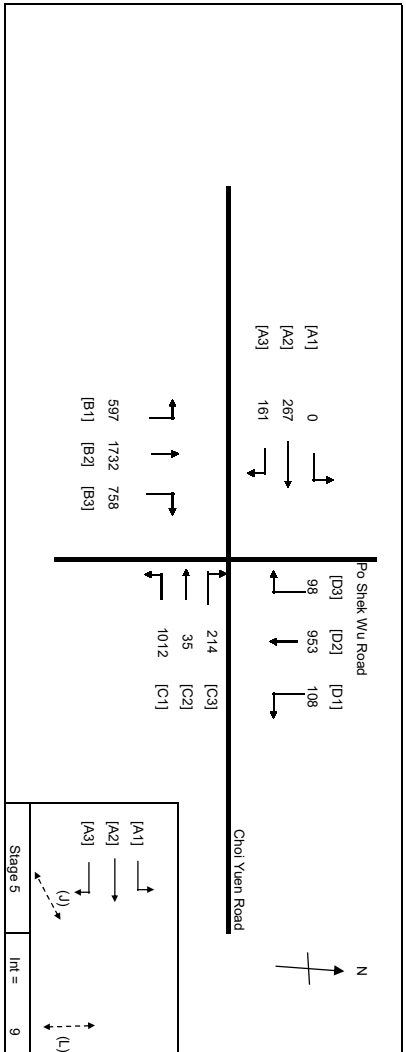 N
Po Shek Wu Road
Choi Yuen Road
[A1] 0
[A2] 267
[A3] 161
[D3] [D2] [D1]
98 953 108
597 1732 758
[B1] [B2] [B3]
214 [C3]
35 [C2]
1012 [C1]
[A1]
[A2]
[A3]
(J)
(L)
Stage 5 Int = 9